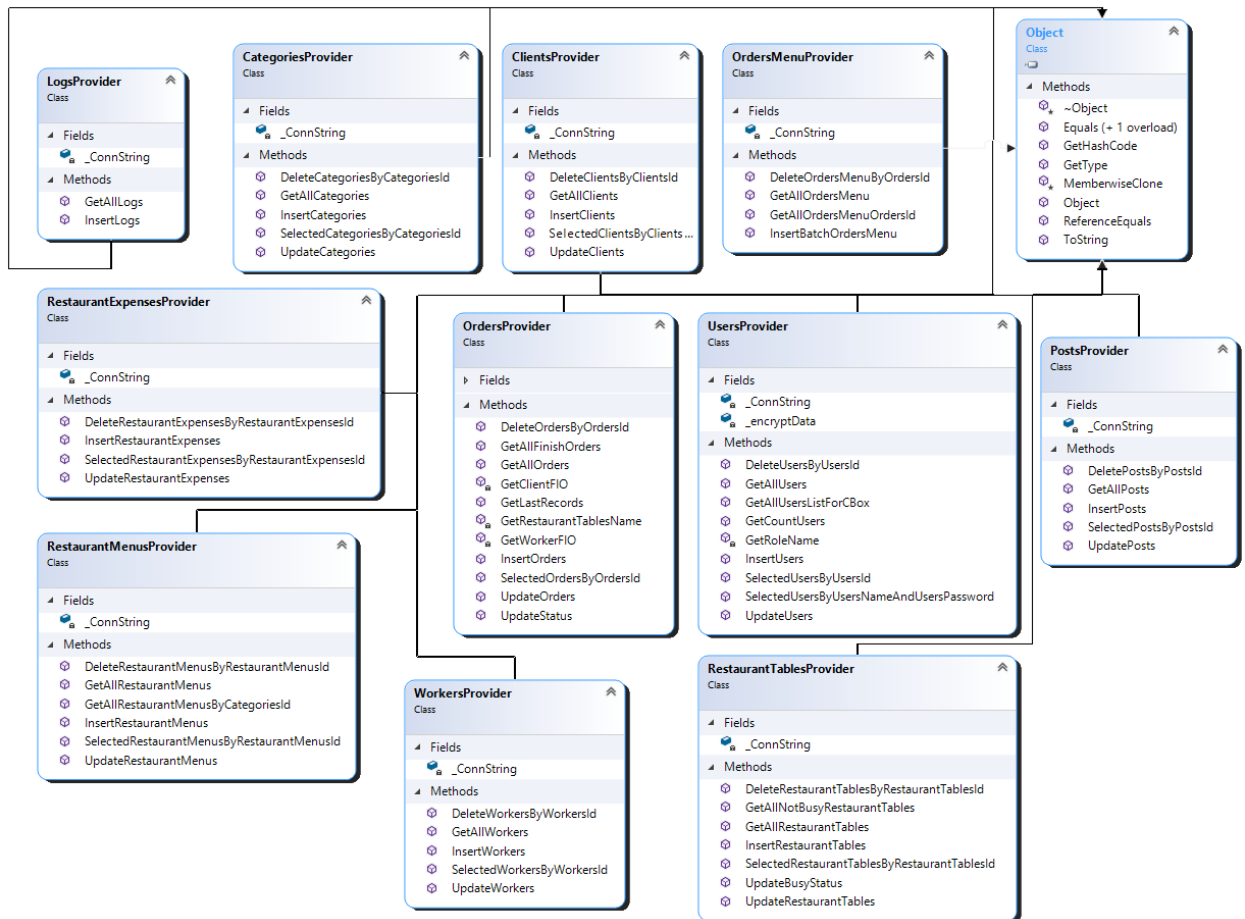 LogsProvider
Class
Fields
_ConnString
Methods
GetAllLogs
InsertLogs
CategoriesProvider
Class
Fields
_ConnString
Methods
DeleteCategoriesByCategoriesId
GetAllCategories
InsertCategories
SelectedCategoriesByCategoriesId
UpdateCategories
ClientsProvider
Class
Fields
_ConnString
Methods
DeleteClientsByClientsId
GetAllClients
InsertClients
SelectedClientsByClients...
UpdateClients
OrdersMenuProvider
Class
Fields
_ConnString
Methods
DeleteOrdersMenuByOrdersId
GetAllOrdersMenu
GetAllOrdersMenuOrdersId
InsertBatchOrdersMenu
Object
Class
Methods
~Object
Equals (+ 1 overload)
GetHashCode
GetType
MemberwiseClone
Object
ReferenceEquals
ToString
RestaurantExpensesProvider
Class
Fields
_ConnString
Methods
DeleteRestaurantExpensesByRestaurantExpensesId
InsertRestaurantExpenses
SelectedRestaurantExpensesByRestaurantExpensesId
UpdateRestaurantExpenses
OrdersProvider
Class
Fields
Methods
DeleteOrdersByOrdersId
GetAllFinishOrders
GetAllOrders
GetClientFIO
GetLastRecords
GetRestaurantTablesName
GetWorkerFIO
InsertOrders
SelectedOrdersByOrdersId
UpdateOrders
UpdateStatus
UsersProvider
Class
Fields
_ConnString
_encryptData
Methods
DeleteUsersByUsersId
GetAllUsers
GetAllUsersListForCBox
GetCountUsers
GetRoleName
InsertUsers
SelectedUsersByUsersId
SelectedUsersByUsersNameAndUsersPassword
UpdateUsers
PostsProvider
Class
Fields
_ConnString
Methods
DeletePostsByPostsId
GetAllPosts
InsertPosts
SelectedPostsByPostsId
UpdatePosts
RestaurantMenusProvider
Class
Fields
_ConnString
Methods
DeleteRestaurantMenusByRestaurantMenusId
GetAllRestaurantMenus
GetAllRestaurantMenusByCategoriesId
InsertRestaurantMenus
SelectedRestaurantMenusByRestaurantMenusId
UpdateRestaurantMenus
WorkersProvider
Class
Fields
_ConnString
Methods
DeleteWorkersByWorkersId
GetAllWorkers
InsertWorkers
SelectedWorkersByWorkersId
UpdateWorkers
RestaurantTablesProvider
Class
Fields
_ConnString
Methods
DeleteRestaurantTablesByRestaurantTablesId
GetAllNotBusyRestaurantTables
GetAllRestaurantTables
InsertRestaurantTables
SelectedRestaurantTablesByRestaurantTablesId
UpdateBusyStatus
UpdateRestaurantTables